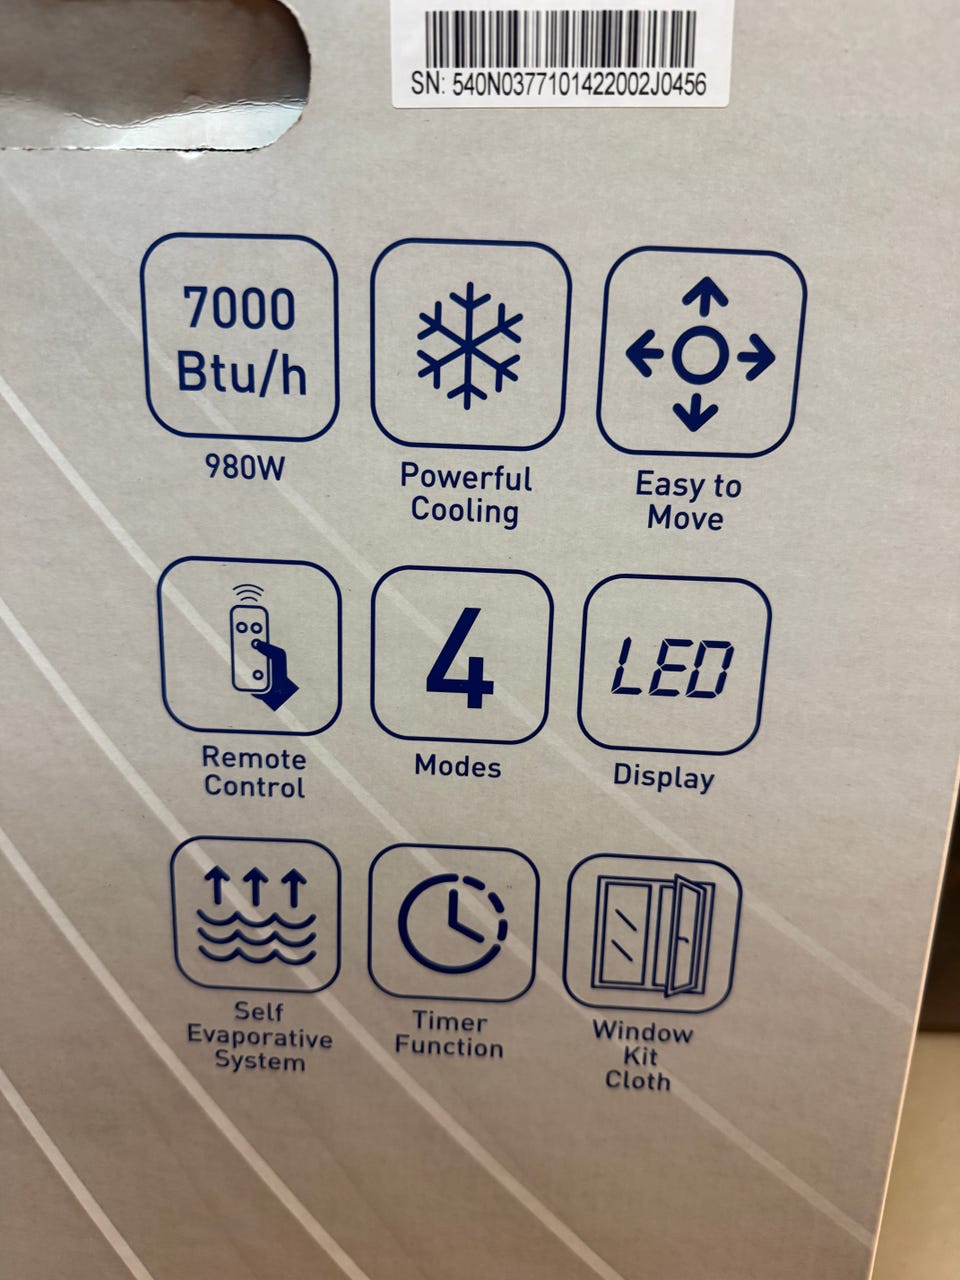 SN: 540N0377101422002J0456
7000
Btu/h
980W
Powerful
Cooling
Easy to
Move
Remote
Control
4
Modes
LED
Display
Self
Evaporative
System
Timer
Function
Window
Kit
Cloth